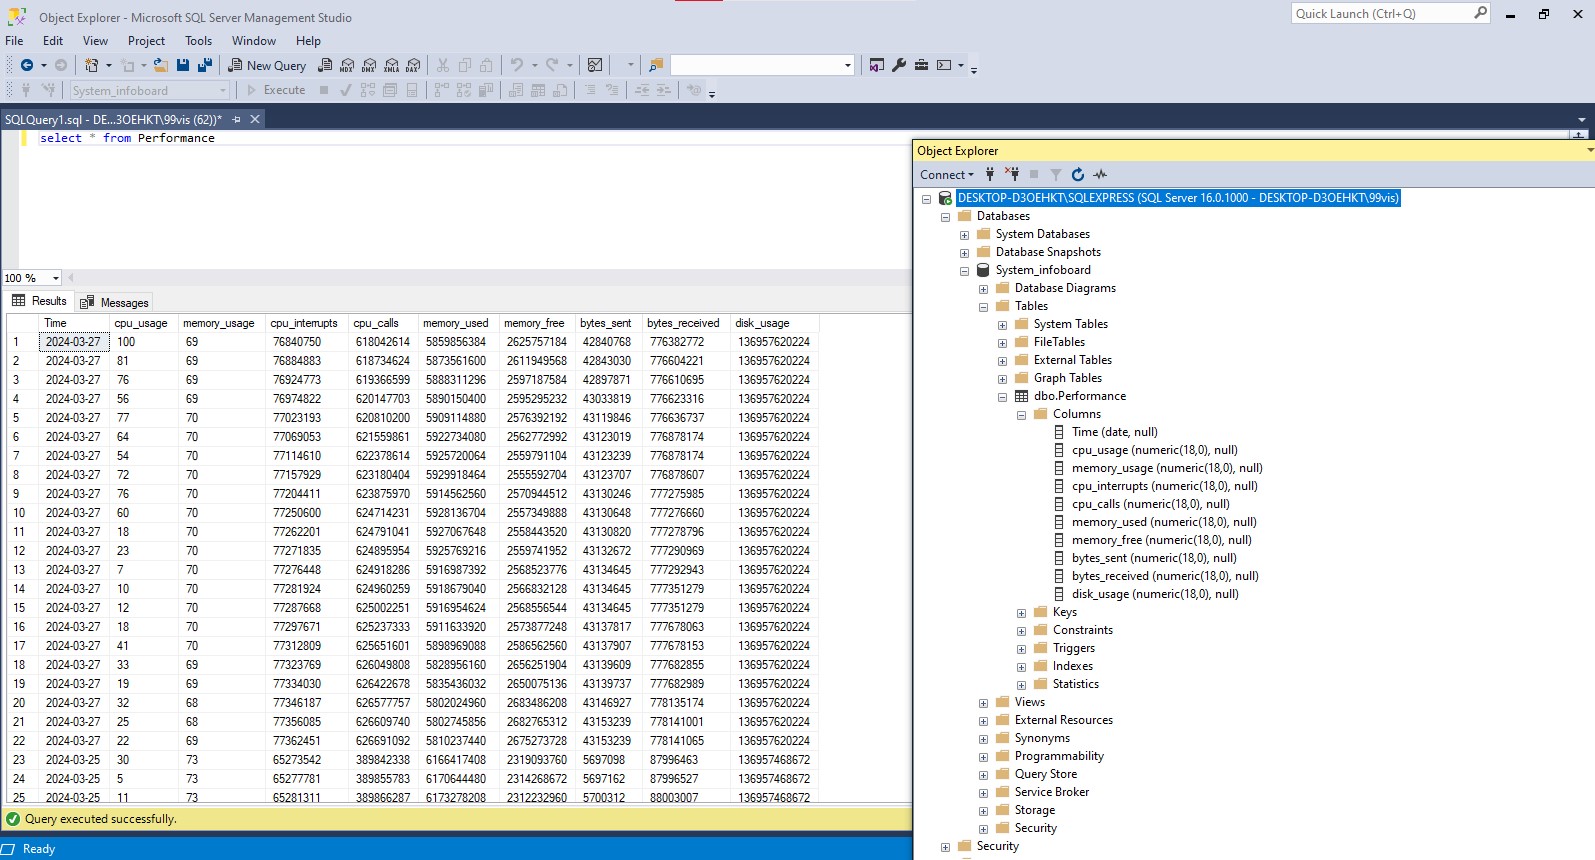 Object Explorer - Microsoft SQL Server Management Studio
Quick Launch (Ctrl+Q)
File Edit View Project Tools Window Help
New Query MDX DMX XMLA DAX
System_infoboard Execute
SQLQuery1.sql - DE...3OEHKT\99vis (62))*
select * from Performance
100 %
Results Messages
Time cpu_usage memory_usage cpu_interrupts cpu_calls memory_used memory_free bytes_sent bytes_received disk_usage
1 2024-03-27 100 69 76840750 618042614 5859856384 2625757184 42840768 776382772 136957620224
2 2024-03-27 81 69 76884883 618734624 5873561600 2611949568 42843030 776604221 136957620224
3 2024-03-27 76 69 76924773 619366599 5888311296 2597187584 42897871 776610695 136957620224
4 2024-03-27 56 69 76974822 620147703 5890150400 2595295232 43033819 776623316 136957620224
5 2024-03-27 77 70 77023193 620810200 5909114880 2576392192 43119846 776636737 136957620224
6 2024-03-27 64 70 77069053 621559861 5922734080 2562772992 43123019 776878174 136957620224
7 2024-03-27 54 70 77114610 622378614 5925720064 2559791104 43123239 776878174 136957620224
8 2024-03-27 72 70 77157929 623180404 5929918464 2555592704 43123707 776878607 136957620224
9 2024-03-27 76 70 77204411 623875970 5914562560 2570944512 43130246 777275985 136957620224
10 2024-03-27 60 70 77250600 624714231 5928136704 2557349888 43130648 777276660 136957620224
11 2024-03-27 18 70 77262201 624791041 5927067648 2558443520 43130820 777278796 136957620224
12 2024-03-27 23 70 77271835 624895954 5925769216 2559741952 43132672 777290969 136957620224
13 2024-03-27 7 70 77276448 624918286 5916987392 2568523776 43134645 777292943 136957620224
14 2024-03-27 10 70 77281924 624960259 5918679040 2566832128 43134645 777351279 136957620224
15 2024-03-27 12 70 77287668 625002251 5916954624 2568556544 43134645 777351279 136957620224
16 2024-03-27 18 70 77297671 625237333 5911633920 2573877248 43137817 777678063 136957620224
17 2024-03-27 41 70 77312809 625651601 5898969088 2586562560 43137907 777678153 136957620224
18 2024-03-27 33 69 77323769 626049808 5828956160 2656251904 43139609 777682855 136957620224
19 2024-03-27 19 69 77334030 626422678 5835436032 2650075136 43139737 777682989 136957620224
20 2024-03-27 32 68 77346187 626577757 5802024960 2683486208 43146927 778135174 136957620224
21 2024-03-27 25 68 77356085 626609740 5802745856 2682765312 43153239 778141001 136957620224
22 2024-03-27 22 69 77362451 626691092 5810237440 2675273728 43153239 778141065 136957620224
23 2024-03-25 30 73 65273542 389842338 6166417408 2319093760 5697098 87996463 136957468672
24 2024-03-25 5 73 65277781 389855783 6170644480 2314268672 5697162 87996527 136957468672
25 2024-03-25 11 73 65281311 389866287 6173278208 2312232960 5700312 88003007 136957468672
Query executed successfully.
Ready
Object Explorer
Connect
DESKTOP-D3OEHKT\SQLEXPRESS (SQL Server 16.0.1000 - DESKTOP-D3OEHKT\99vis)
Databases
System Databases
Database Snapshots
System_infoboard
Database Diagrams
Tables
System Tables
FileTables
External Tables
Graph Tables
dbo.Performance
Columns
Time (date, null)
cpu_usage (numeric(18,0), null)
memory_usage (numeric(18,0), null)
cpu_interrupts (numeric(18,0), null)
cpu_calls (numeric(18,0), null)
memory_used (numeric(18,0), null)
memory_free (numeric(18,0), null)
bytes_sent (numeric(18,0), null)
bytes_received (numeric(18,0), null)
disk_usage (numeric(18,0), null)
Keys
Constraints
Triggers
Indexes
Statistics
Views
External Resources
Synonyms
Programmability
Query Store
Service Broker
Storage
Security
Security